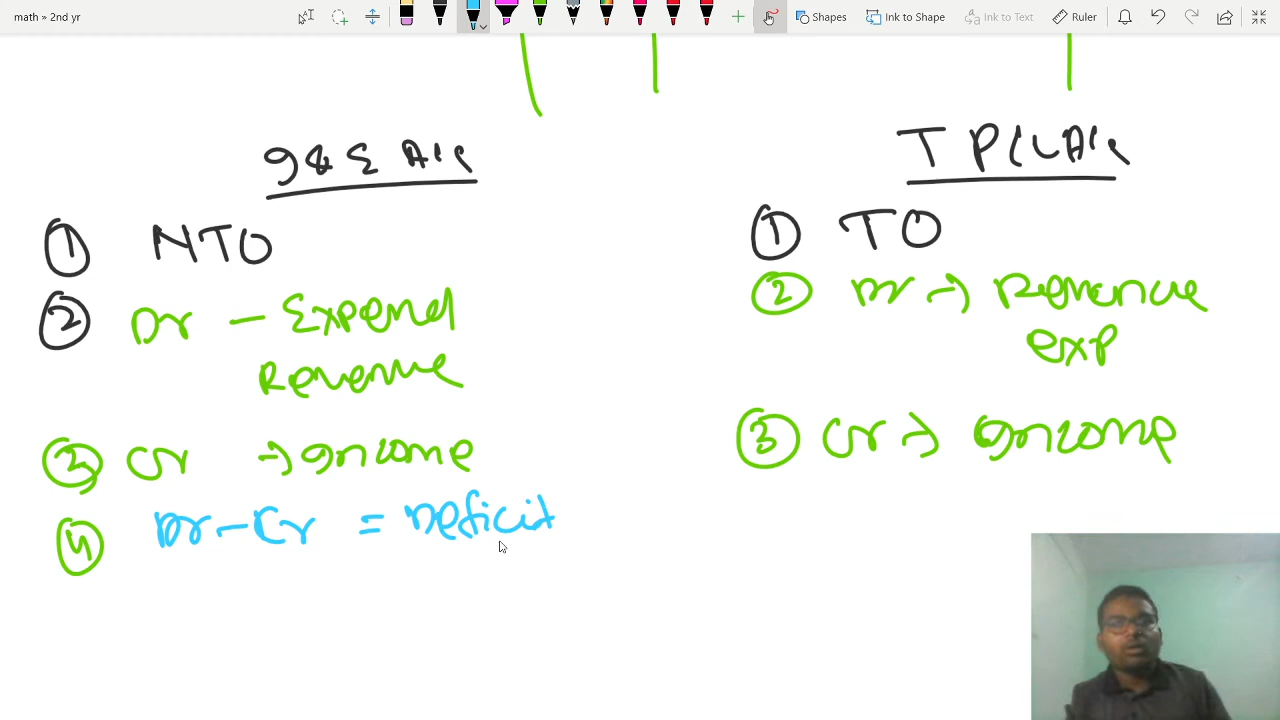 math » 2nd yr
Shapes
Ink to Shape
Ink to Text
Ruler
I & E A/c
① NTO
② Dr - Expend
Revenue
③ Cr → Income
④ Dr - Cr = Deficit
T P/L A/c
① TO
② Dr → Revenue
exp
③ Cr → Income